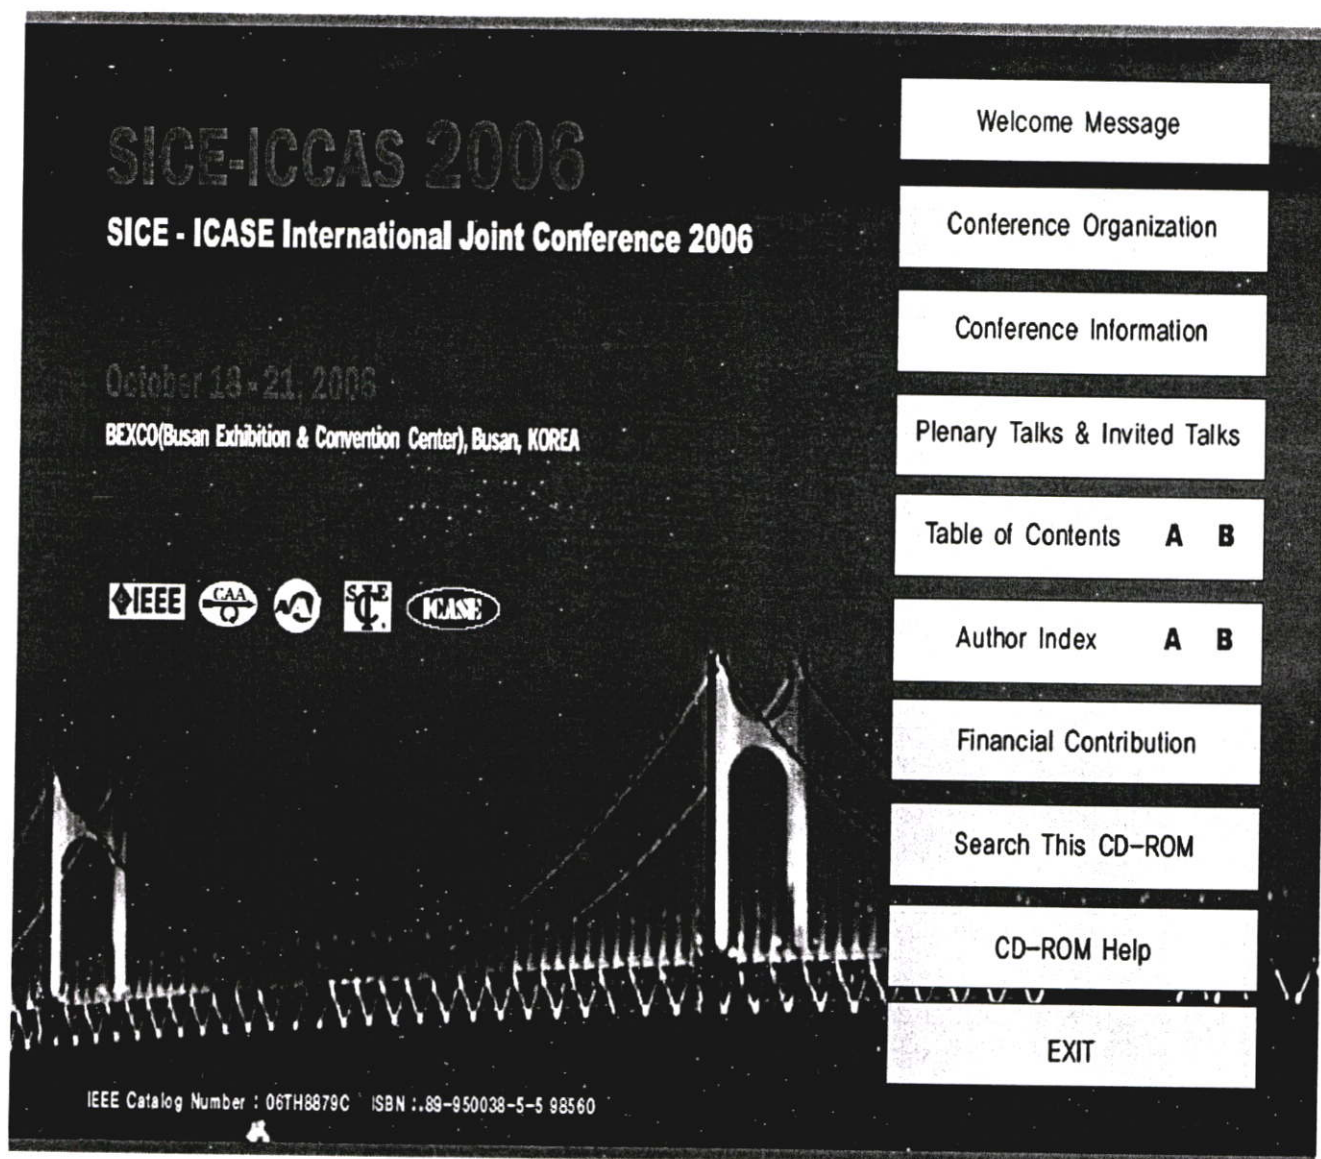 SICE-ICCAS 2006
SICE - ICASE International Joint Conference 2006
October 18 - 21, 2006
BEXCO(Busan Exhibition & Convention Center), Busan, KOREA
IEEE
CAA
SICE
ICASE
IEEE Catalog Number : 06TH8879C ISBN : 89-950038-5-5 98560
Welcome Message
Conference Organization
Conference Information
Plenary Talks & Invited Talks
Table of Contents A B
Author Index A B
Financial Contribution
Search This CD-ROM
CD-ROM Help
EXIT